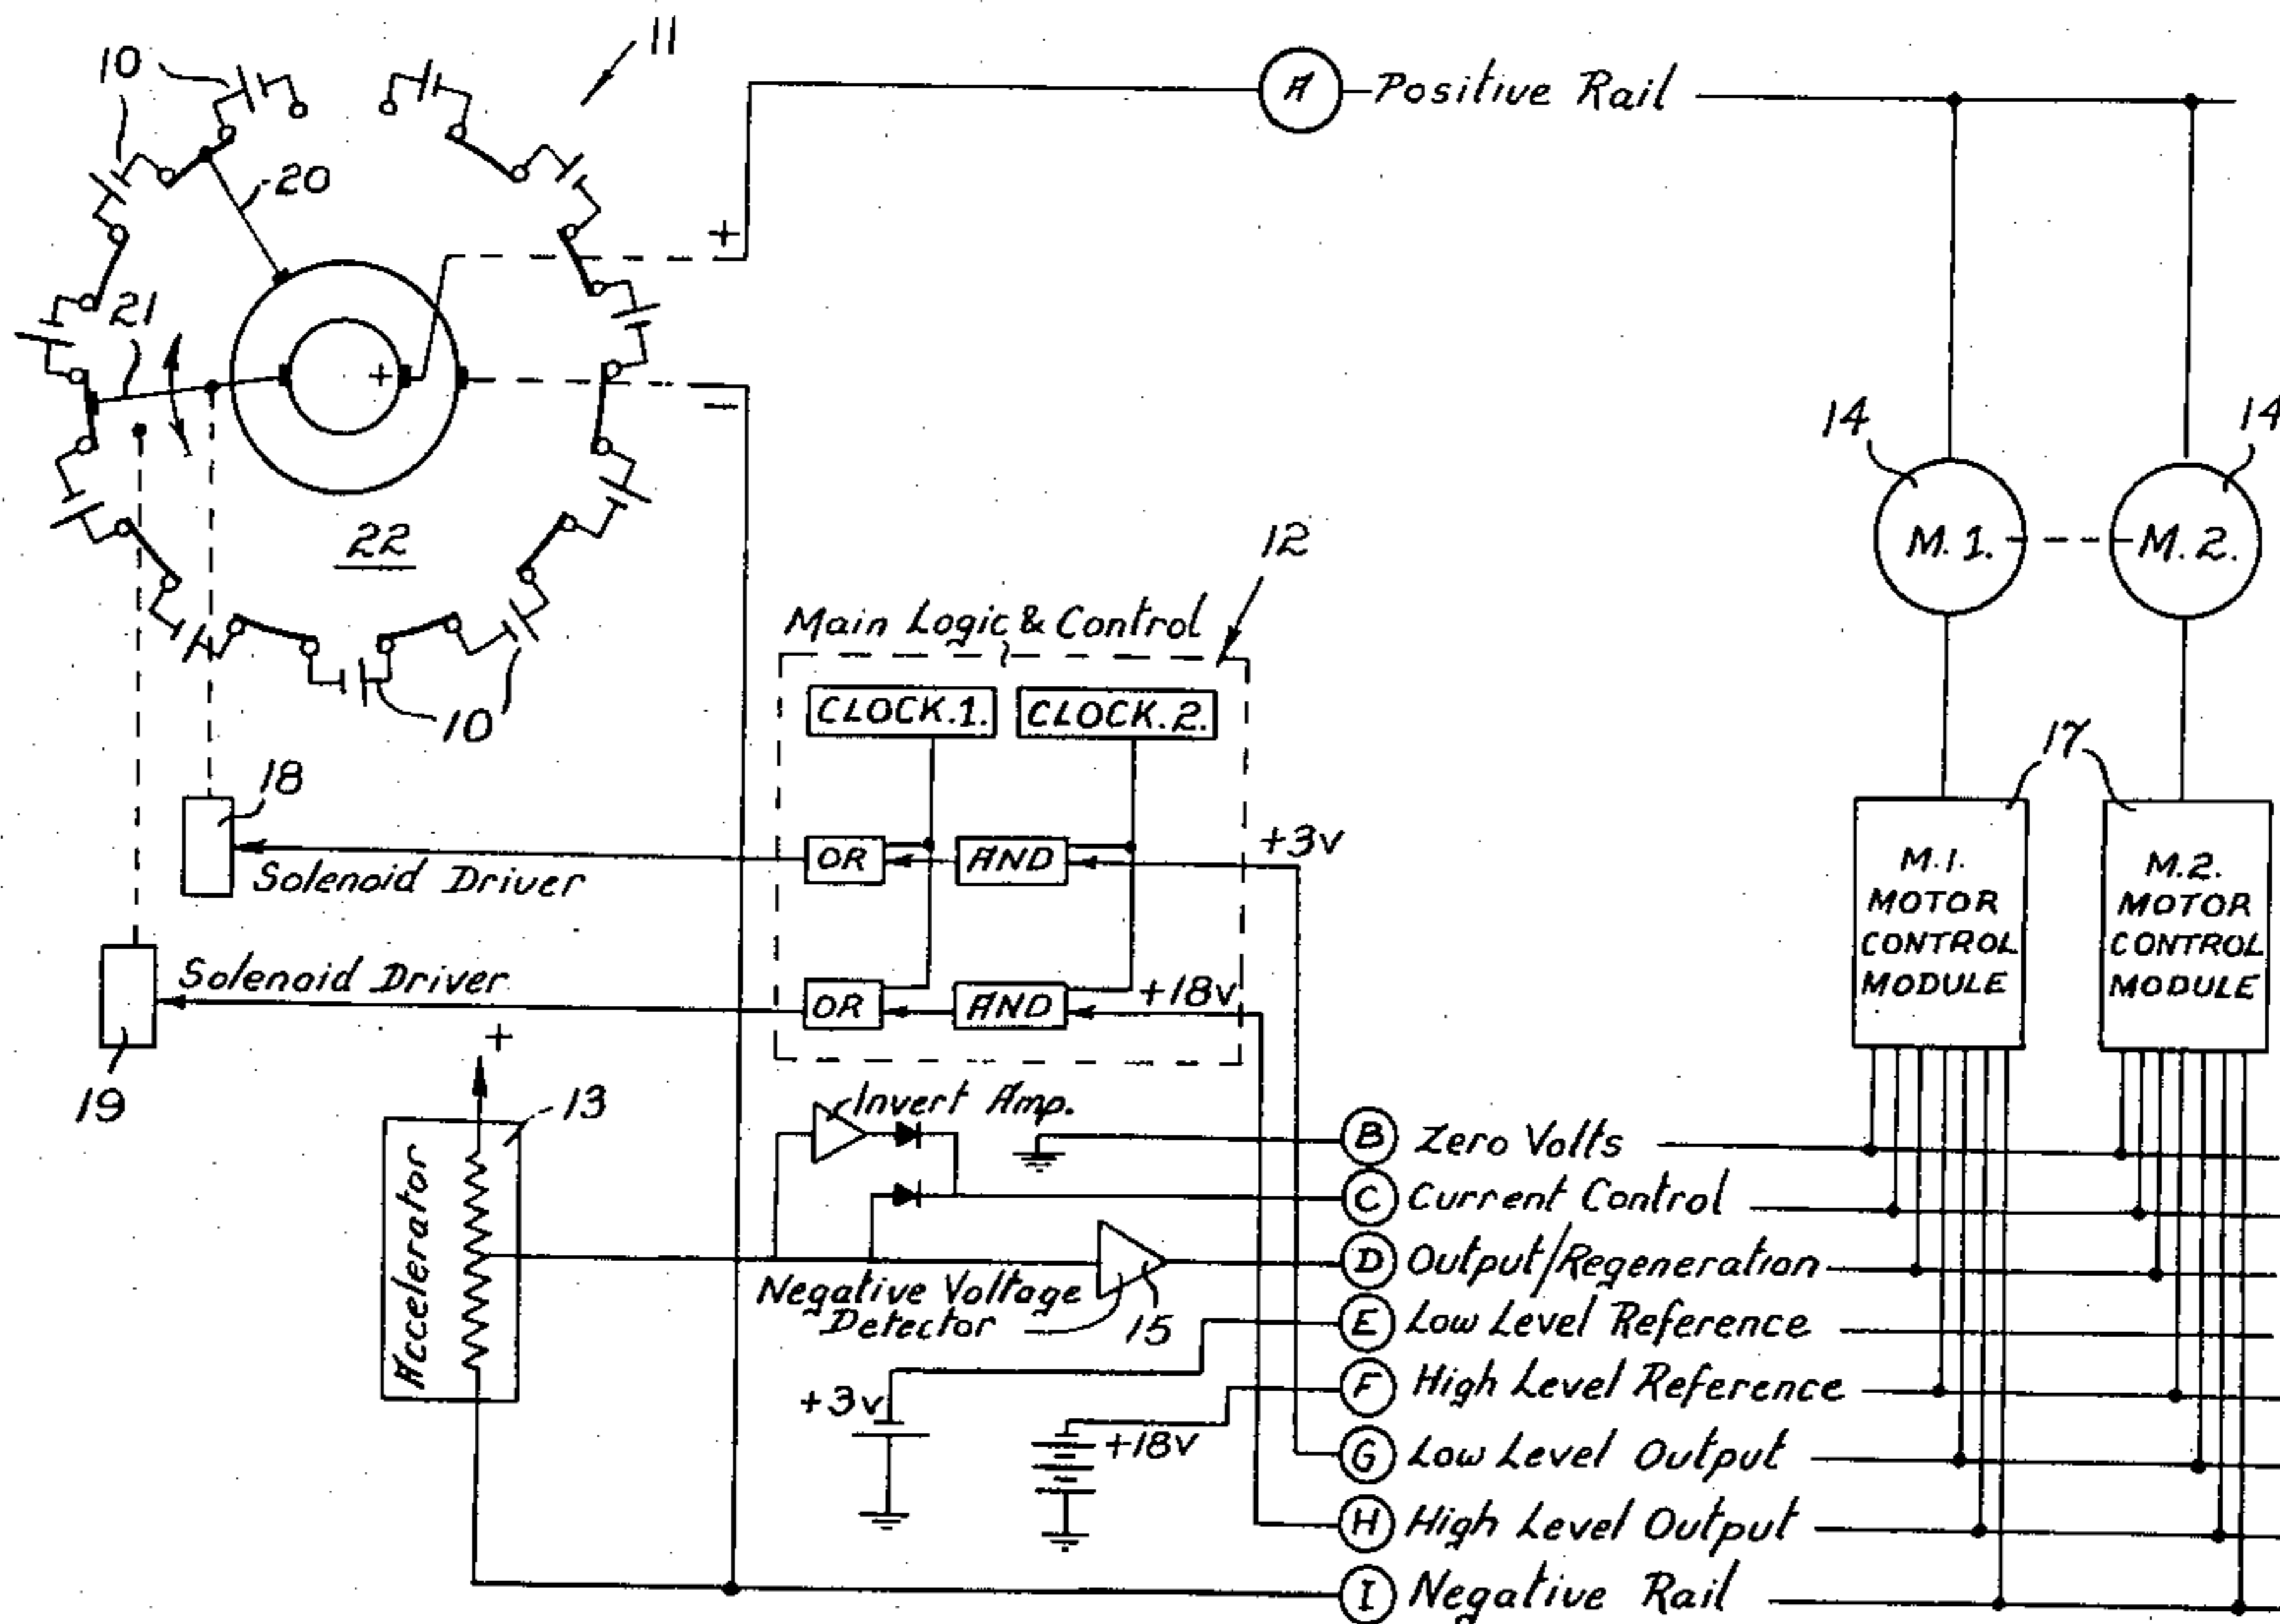 11
10
A
Positive Rail
20
+
21
+
−
14
14
M.1.
M.2.
22
12
Main Logic & Control
10
CLOCK.1.
CLOCK.2.
17
18
OR
AND
+3v
Solenoid Driver
M.1.
MOTOR
CONTROL
MODULE
M.2.
MOTOR
CONTROL
MODULE
Solenoid Driver
OR
AND
+18v
19
+
13
Accelerator
Invert Amp.
B Zero Volts
C Current Control
D Output/Regeneration
Negative Voltage
Detector
15
E Low Level Reference
+3v
F High Level Reference
+18v
G Low Level Output
H High Level Output
I Negative Rail